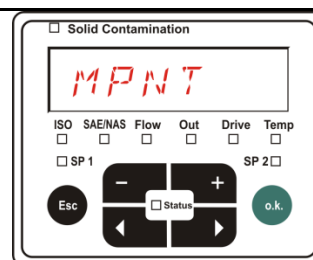 Solid Contamination
MPNT
ISO SAE/NAS Flow Out Drive Temp
SP 1 SP 2
- +
Esc Status o.k.